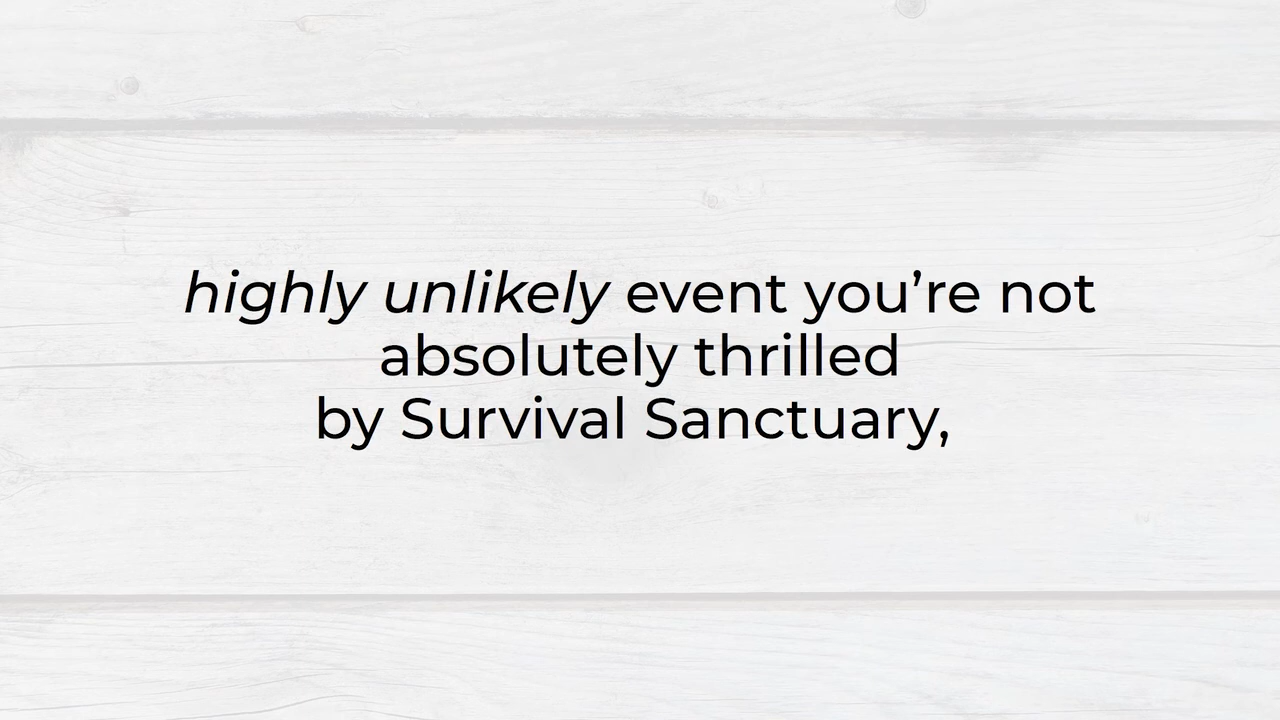 highly unlikely event you’re not
absolutely thrilled
by Survival Sanctuary,